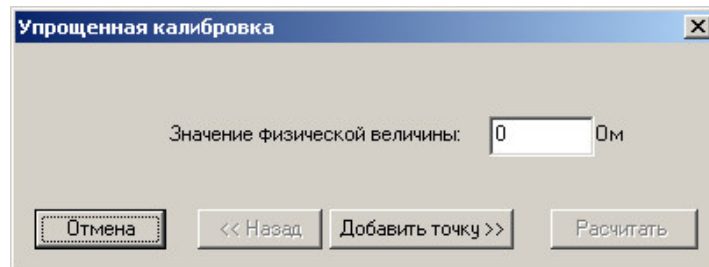 Упрощенная калибровка
Значение физической величины: 0 Ом
Отмена << Назад Добавить точку >> Расчитать